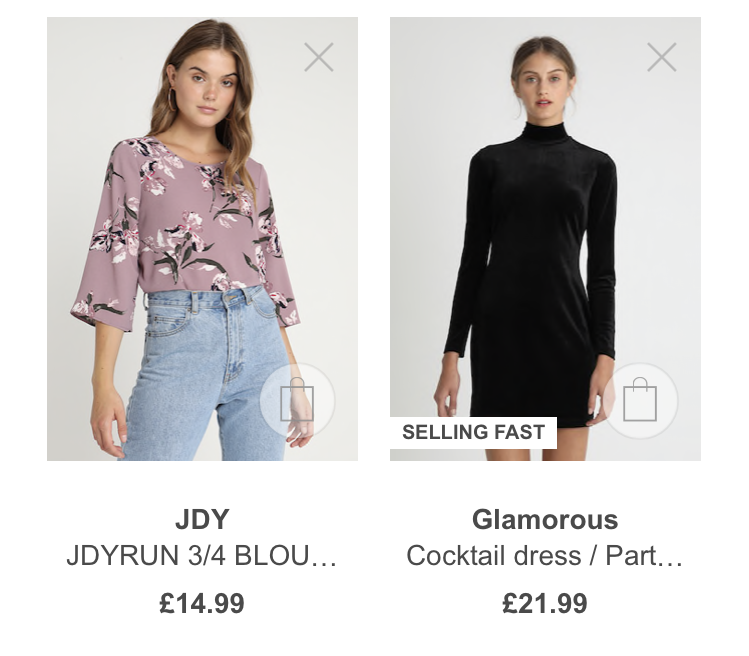 SELLING FAST
JDY
JDYRUN 3/4 BLOU…
£14.99
Glamorous
Cocktail dress / Part…
£21.99